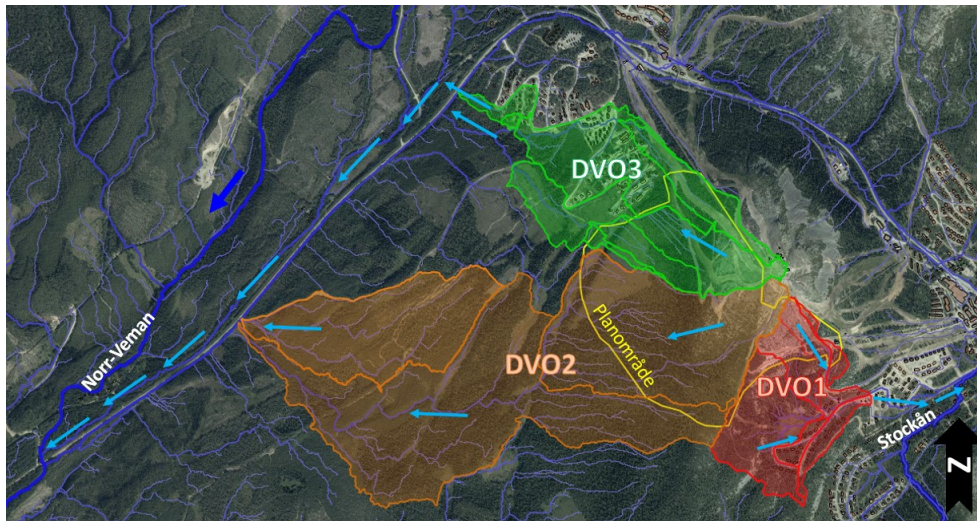 DVO3
Planområde
DVO2
Norr-Veman
DVO1
Stockån
N